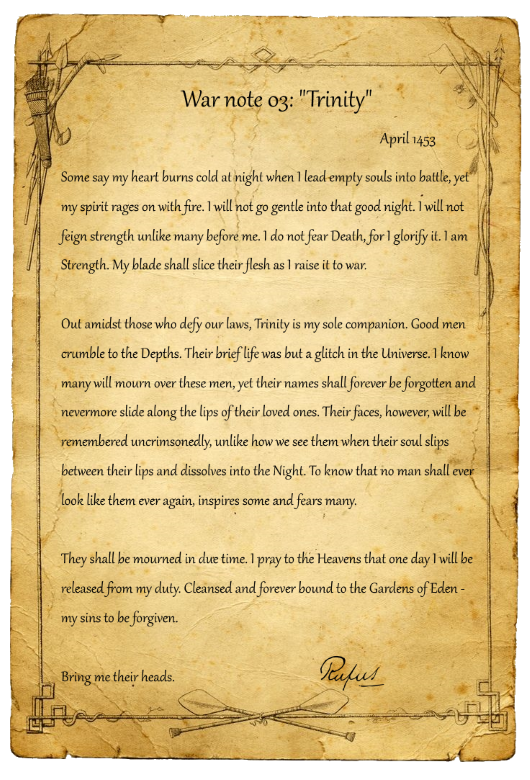 War note 03: "Trinity"
April 1453
Some say my heart burns cold at night when I lead empty souls into battle, yet
my spirit rages on with fire. I will not go gentle into that good night. I will not
feign strength unlike many before me. I do not fear Death, for I glorify it. I am
Strength. My blade shall slice their flesh as I raise it to war.
Out amidst those who defy our laws, Trinity is my sole companion. Good men
crumble to the Depths. Their brief life was but a glitch in the Universe. I know
many will mourn over these men, yet their names shall forever be forgotten and
nevermore slide along the lips of their loved ones. Their faces, however, will be
remembered uncrimsonedly, unlike how we see them when their soul slips
between their lips and dissolves into the Night. To know that no man shall ever
look like them ever again, inspires some and fears many.
They shall be mourned in due time. I pray to the Heavens that one day I will be
released from my duty. Cleansed and forever bound to the Gardens of Eden -
my sins to be forgiven.
Bring me their heads.
Rufus